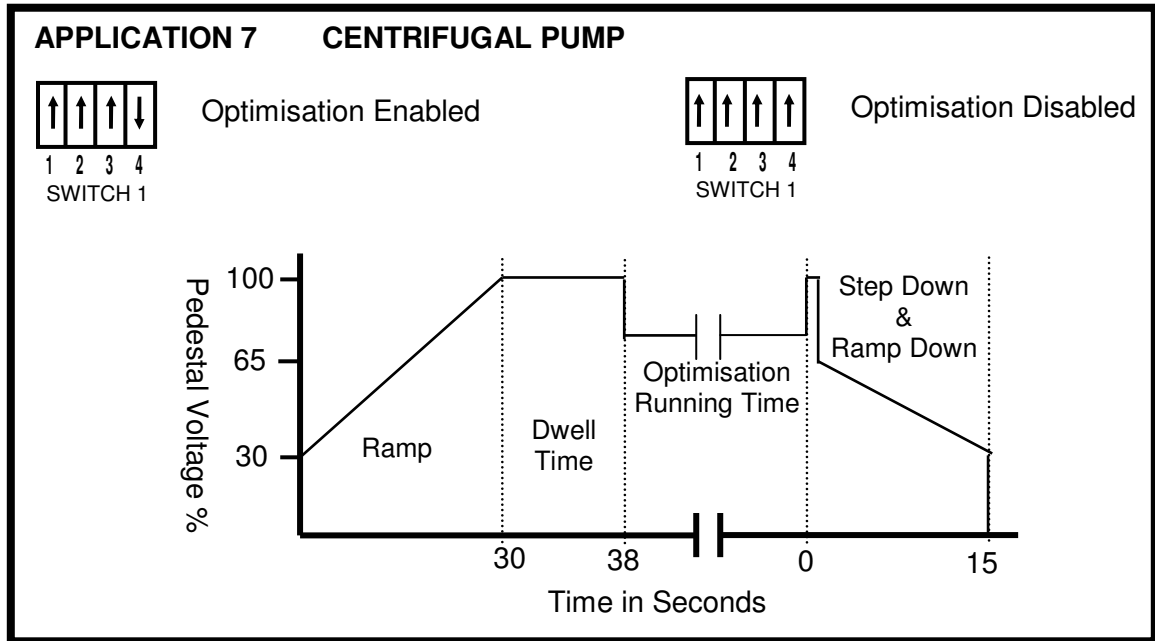 APPLICATION 7 CENTRIFUGAL PUMP
Optimisation Enabled
1 2 3 4
SWITCH 1
Optimisation Disabled
1 2 3 4
SWITCH 1
Pedestal Voltage %
100
65
30
Ramp
Dwell
Time
Optimisation
Running Time
Step Down
&
Ramp Down
30 38 0 15
Time in Seconds